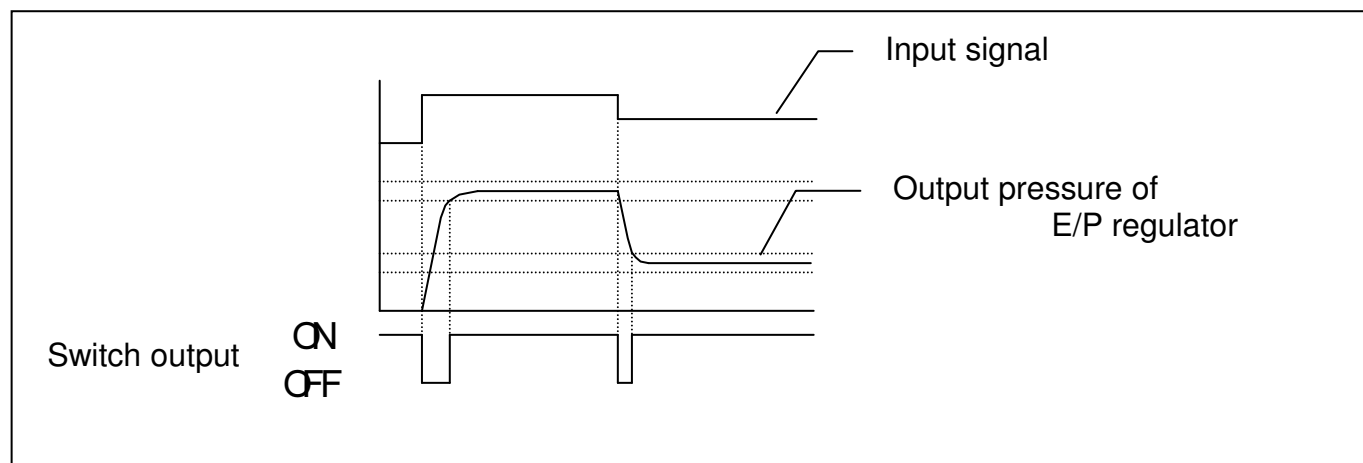 Input signal
Output pressure of
E/P regulator
Switch output
ON
OFF